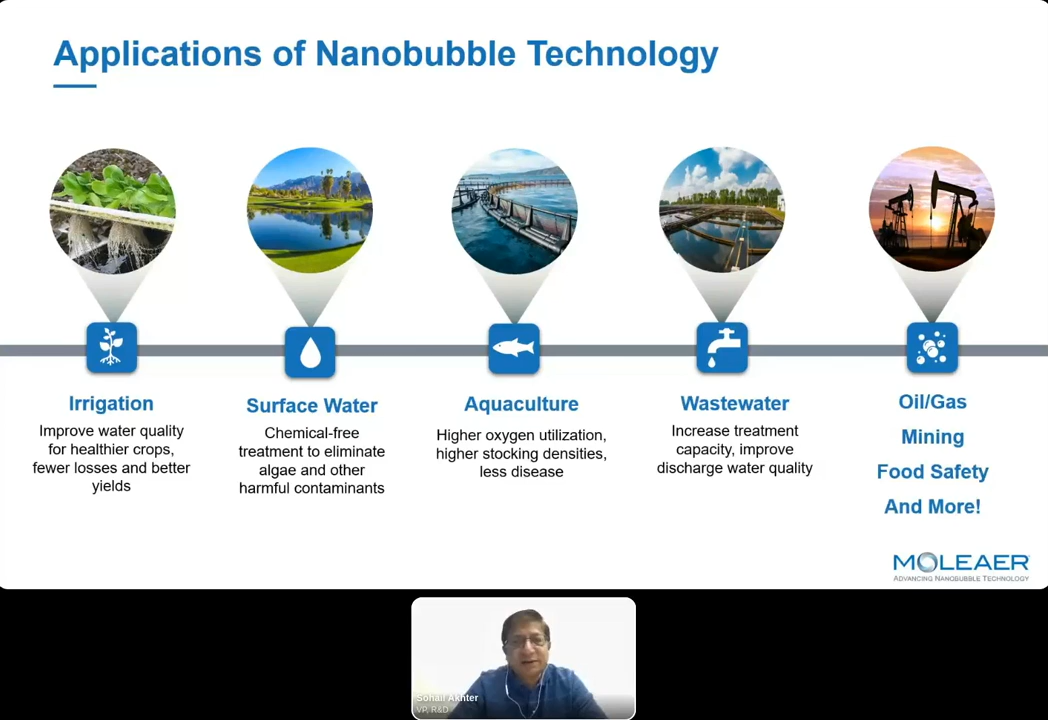 Applications of Nanobubble Technology
Irrigation
Improve water quality
for healthier crops,
fewer losses and better
yields
Surface Water
Chemical-free
treatment to eliminate
algae and other
harmful contaminants
Aquaculture
Higher oxygen utilization,
higher stocking densities,
less disease
Wastewater
Increase treatment
capacity, improve
discharge water quality
Oil/Gas
Mining
Food Safety
And More!
MOLEAER
ADVANCING NANOBUBBLE TECHNOLOGY
Sohail Akhter
VP, R&D